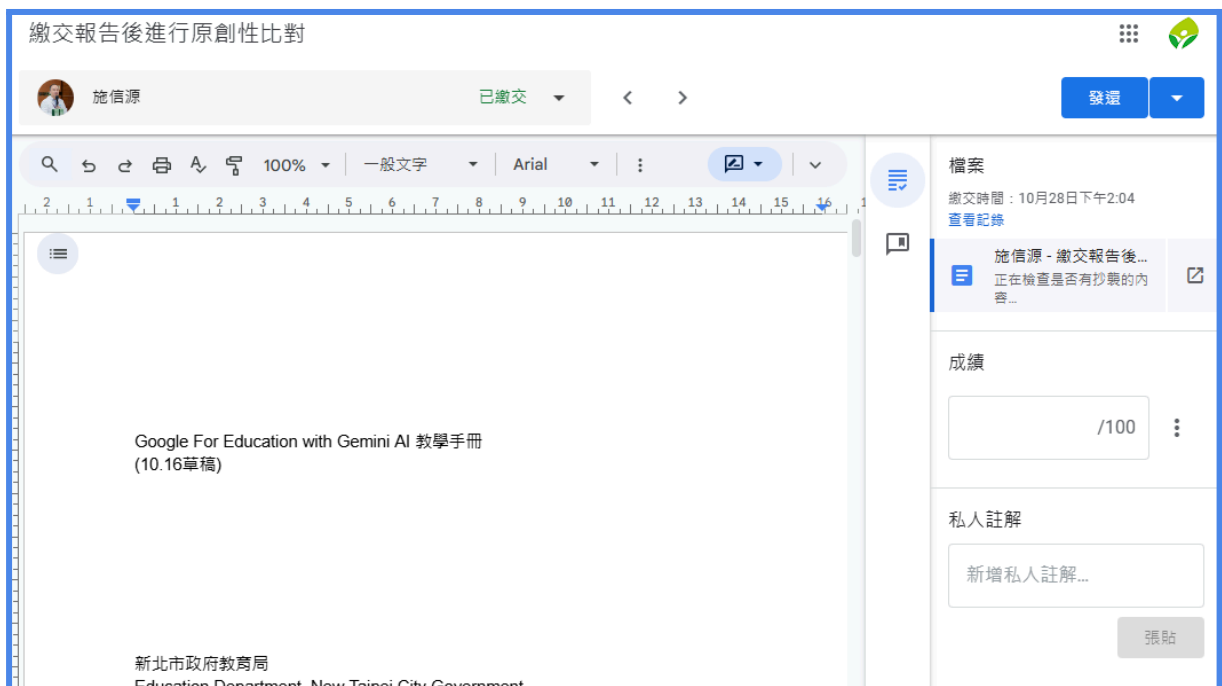 繳交報告後進行原創性比對
施信源
已繳交
發還
100%
一般文字
Arial
2 1 1 2 3 4 5 6 7 8 9 10 11 12 13 14 15 16
檔案
繳交時間：10月28日下午2:04
查看記錄
施信源 - 繳交報告後...
正在檢查是否有抄襲的內
容...
成績
/100
私人註解
新增私人註解...
張貼
Google For Education with Gemini AI 教學手冊
(10.16草稿)
新北市政府教育局
Education Department, New Taipei City Government